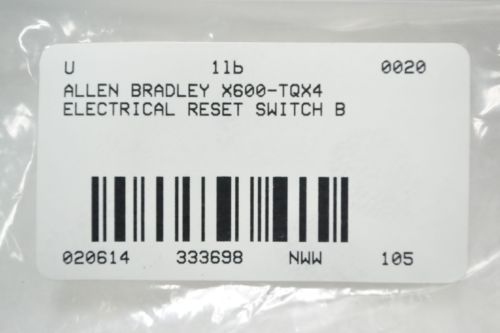 U 1lb 0020
ALLEN BRADLEY X600-TQX4
ELECTRICAL RESET SWITCH B
020614 333698 NWW 105